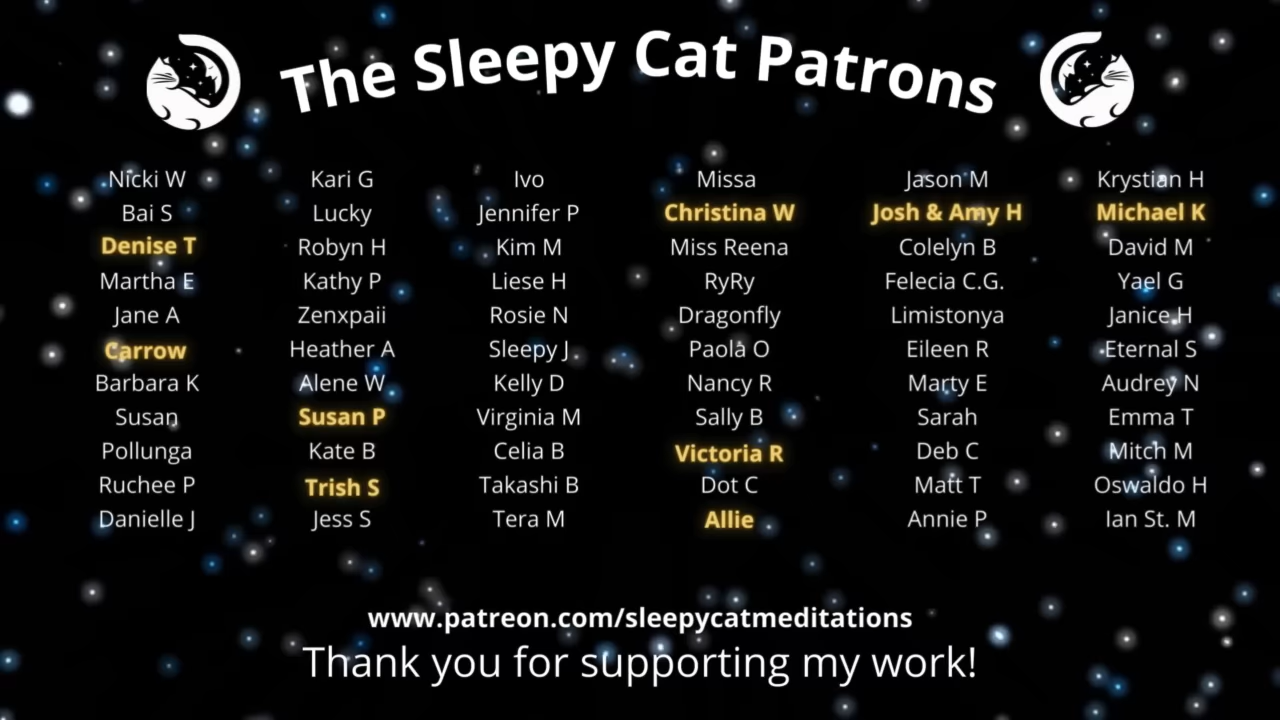 The Sleepy Cat Patrons
Nicki W
Bai S
Denise T
Martha E
Jane A
Carrow
Barbara K
Susan
Pollunga
Ruchee P
Danielle J
Kari G
Lucky
Robyn H
Kathy P
Zenxpaii
Heather A
Alene W
Susan P
Kate B
Trish S
Jess S
Ivo
Jennifer P
Kim M
Liese H
Rosie N
Sleepy J
Kelly D
Virginia M
Celia B
Takashi B
Tera M
Missa
Christina W
Miss Reena
RyRy
Dragonfly
Paola O
Nancy R
Sally B
Victoria R
Dot C
Allie
Jason M
Josh & Amy H
Colelyn B
Felecia C.G.
Limistonya
Eileen R
Marty E
Sarah
Deb C
Matt T
Annie P
Krystian H
Michael K
David M
Yael G
Janice H
Eternal S
Audrey N
Emma T
Mitch M
Oswaldo H
Ian St. M
www.patreon.com/sleepycatmeditations
Thank you for supporting my work!